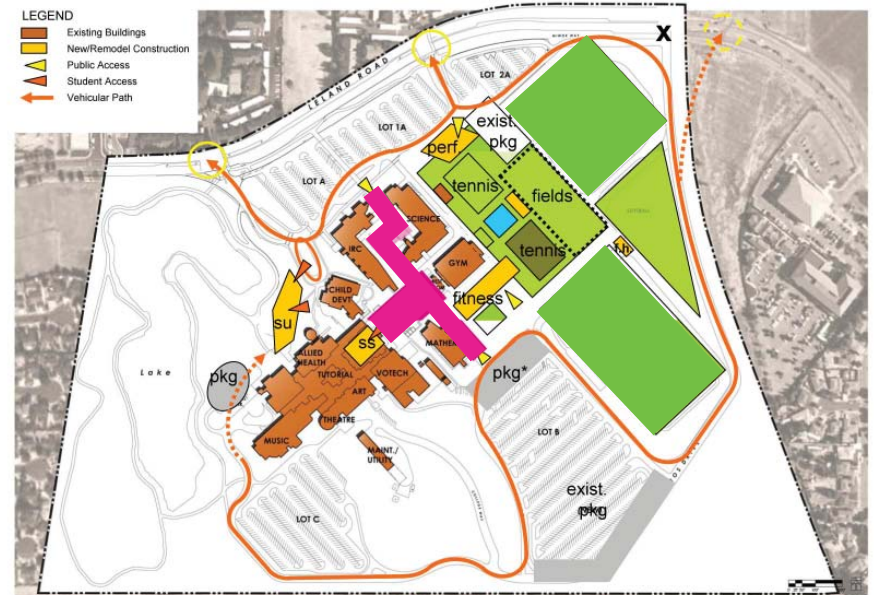 LEGEND
Existing Buildings
New/Remodel Construction
Public Access
Student Access
Vehicular Path
LELAND ROAD
X
LOT 2A
LOT 1A
LOT A
exist.
pkg
perf
tennis
fields
SCIENCE
IRC
tennis
f.h
GYM
CHILD
DEVT
fitness
su
ss
MATHEM
ALLIED
HEALTH
TUTORIAL
VOTECH
ART
pkg
pkg*
Lake
THEATRE
MUSIC
MAINT./
UTILITY
LOT B
LOT C
exist.
pkg